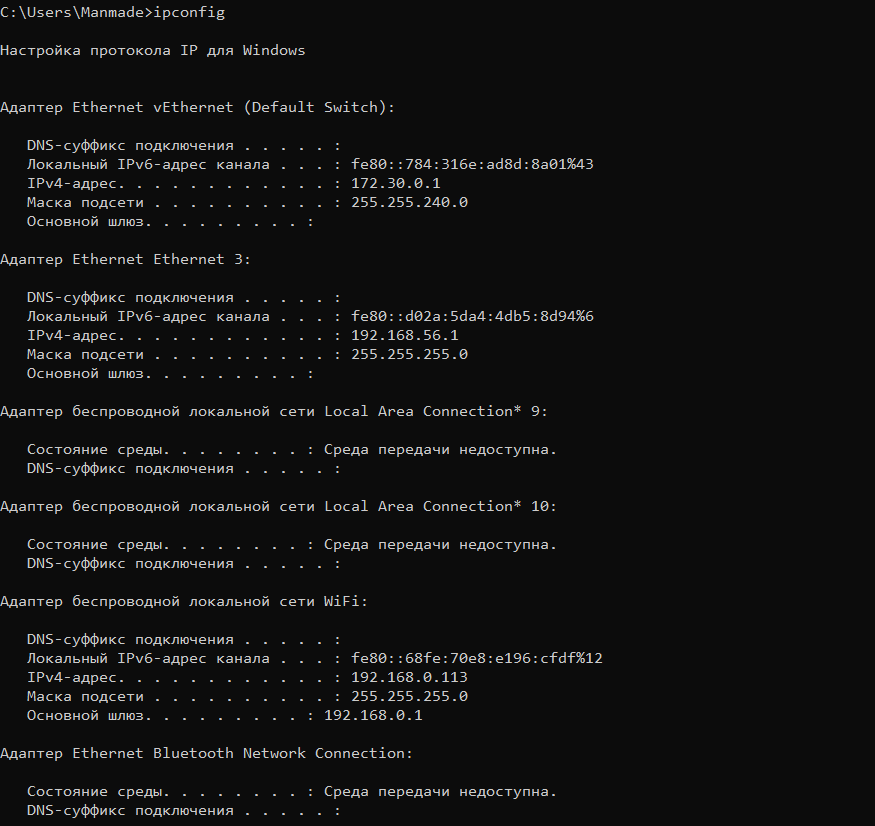 C:\Users\Manmade>ipconfig
Настройка протокола IP для Windows
Адаптер Ethernet vEthernet (Default Switch):
DNS-суффикс подключения . . . . . :
Локальный IPv6-адрес канала . . . : fe80::784:316e:ad8d:8a01%43
IPv4-адрес. . . . . . . . . . . . : 172.30.0.1
Маска подсети . . . . . . . . . . : 255.255.240.0
Основной шлюз. . . . . . . . . :
Адаптер Ethernet Ethernet 3:
DNS-суффикс подключения . . . . . :
Локальный IPv6-адрес канала . . . : fe80::d02a:5da4:4db5:8d94%6
IPv4-адрес. . . . . . . . . . . . : 192.168.56.1
Маска подсети . . . . . . . . . . : 255.255.255.0
Основной шлюз. . . . . . . . . :
Адаптер беспроводной локальной сети Local Area Connection* 9:
Состояние среды. . . . . . . . : Среда передачи недоступна.
DNS-суффикс подключения . . . . . :
Адаптер беспроводной локальной сети Local Area Connection* 10:
Состояние среды. . . . . . . . : Среда передачи недоступна.
DNS-суффикс подключения . . . . . :
Адаптер беспроводной локальной сети WiFi:
DNS-суффикс подключения . . . . . :
Локальный IPv6-адрес канала . . . : fe80::68fe:70e8:e196:cfdf%12
IPv4-адрес. . . . . . . . . . . . : 192.168.0.113
Маска подсети . . . . . . . . . . : 255.255.255.0
Основной шлюз. . . . . . . . . : 192.168.0.1
Адаптер Ethernet Bluetooth Network Connection:
Состояние среды. . . . . . . . : Среда передачи недоступна.
DNS-суффикс подключения . . . . . :